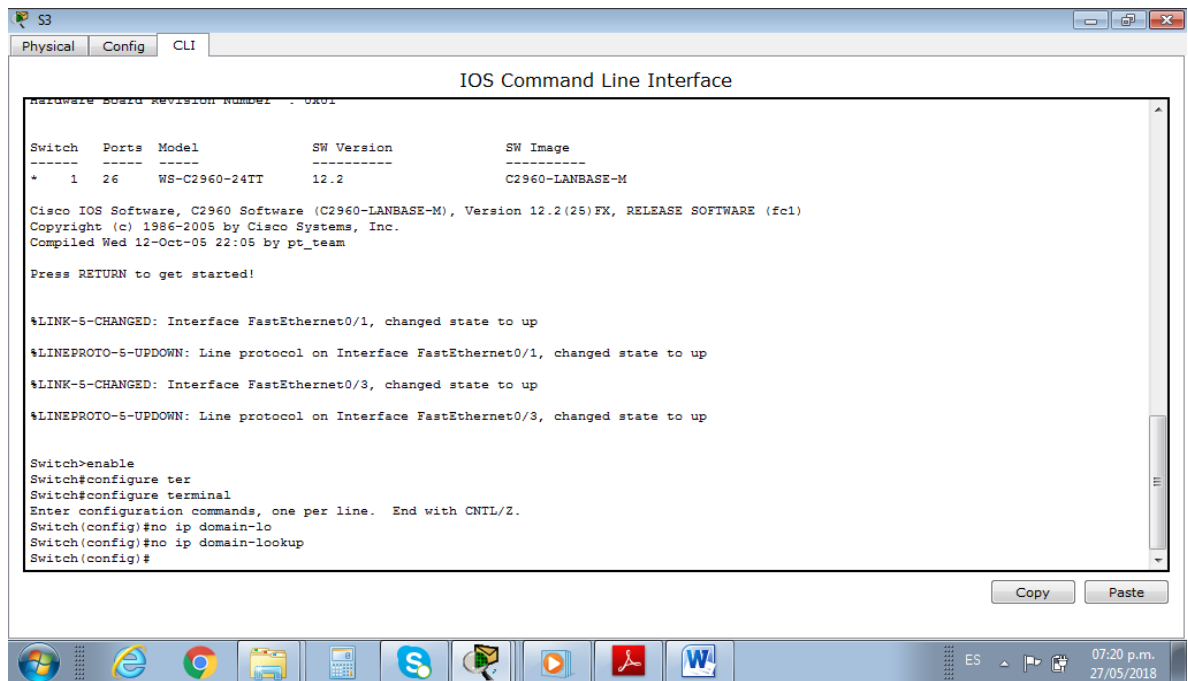 S3
Physical Config CLI
IOS Command Line Interface
Hardware Board Revision Number : 0x01
Switch Ports Model SW Version SW Image
------ ----- ----- ---------- ----------
* 1 26 WS-C2960-24TT 12.2 C2960-LANBASE-M
Cisco IOS Software, C2960 Software (C2960-LANBASE-M), Version 12.2(25)FX, RELEASE SOFTWARE (fc1)
Copyright (c) 1986-2005 by Cisco Systems, Inc.
Compiled Wed 12-Oct-05 22:05 by pt_team
Press RETURN to get started!
%LINK-5-CHANGED: Interface FastEthernet0/1, changed state to up
%LINEPROTO-5-UPDOWN: Line protocol on Interface FastEthernet0/1, changed state to up
%LINK-5-CHANGED: Interface FastEthernet0/3, changed state to up
%LINEPROTO-5-UPDOWN: Line protocol on Interface FastEthernet0/3, changed state to up
Switch>enable
Switch#configure ter
Switch#configure terminal
Enter configuration commands, one per line. End with CNTL/Z.
Switch(config)#no ip domain-lo
Switch(config)#no ip domain-lookup
Switch(config)#
Copy Paste
ES 07:20 p.m.
27/05/2018